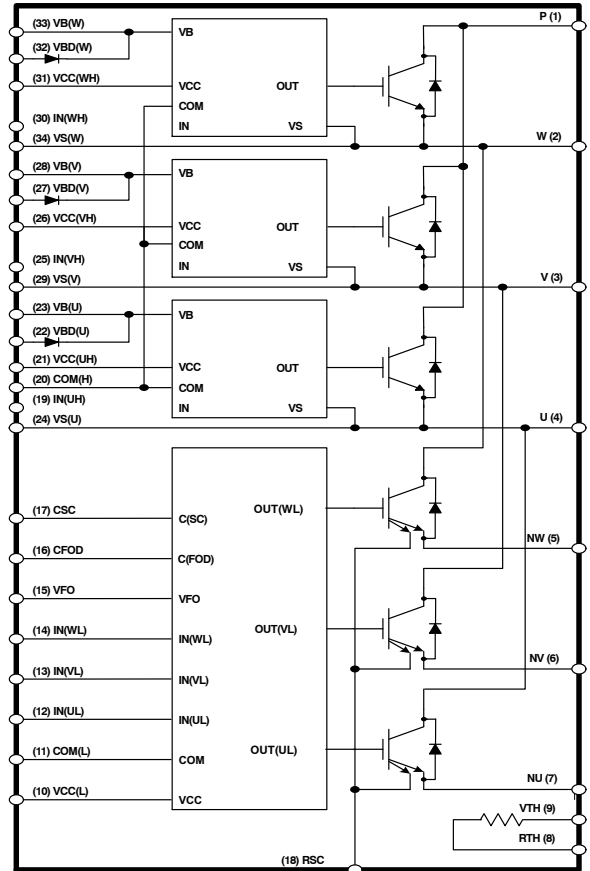 (33) VB(W)
VB
P (1)
(32) VBD(W)
(31) VCC(WH)
VCC
OUT
COM
(30) IN(WH)
IN
VS
(34) VS(W)
W (2)
(28) VB(V)
VB
(27) VBD(V)
(26) VCC(VH)
VCC
OUT
COM
(25) IN(VH)
IN
VS
(29) VS(V)
V (3)
(23) VB(U)
VB
(22) VBD(U)
(21) VCC(UH)
VCC
OUT
(20) COM(H)
COM
(19) IN(UH)
IN
VS
(24) VS(U)
U (4)
(17) CSC
C(SC)
OUT(WL)
NW (5)
(16) CFOD
C(FOD)
(15) VFO
VFO
(14) IN(WL)
IN(WL)
OUT(VL)
NV (6)
(13) IN(VL)
IN(VL)
(12) IN(UL)
IN(UL)
(11) COM(L)
COM
OUT(UL)
NU (7)
(10) VCC(L)
VCC
VTH (9)
RTH (8)
(18) RSC